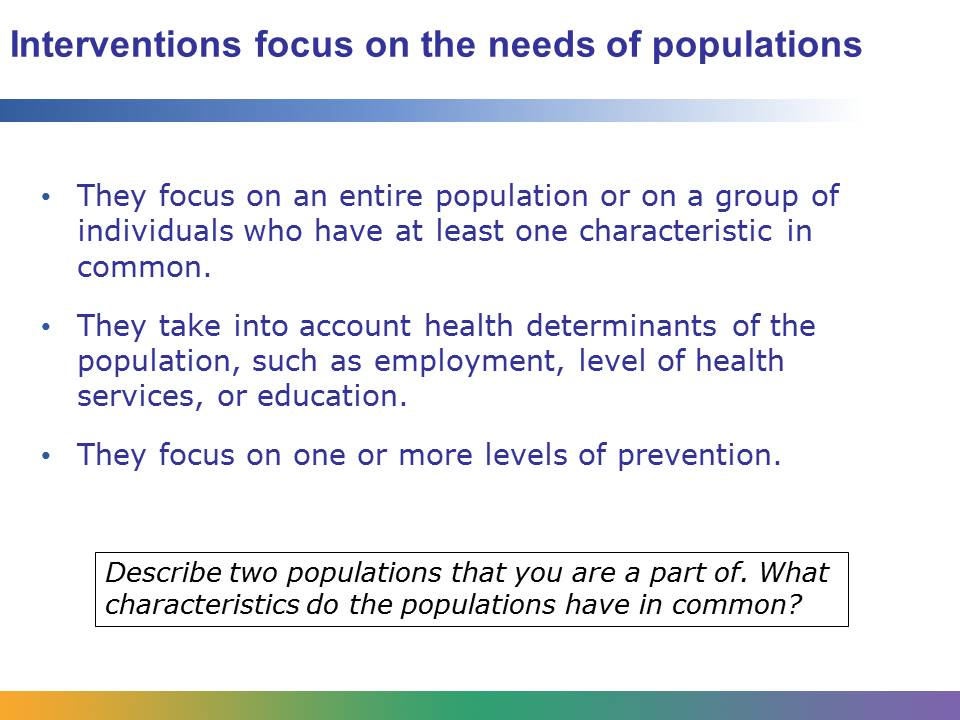 Interventions focus on the needs of populations
• They focus on an entire population or on a group of
individuals who have at least one characteristic in
common.
• They take into account health determinants of the
population, such as employment, level of health
services, or education.
• They focus on one or more levels of prevention.
Describe two populations that you are a part of. What
characteristics do the populations have in common?